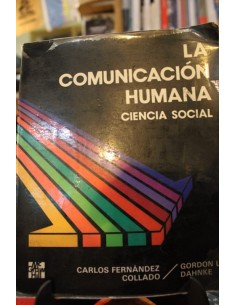 LA
COMUNICACIÓN
HUMANA
CIENCIA SOCIAL
CARLOS FERNÁNDEZ
COLLADO
GORDON L
DAHNKE